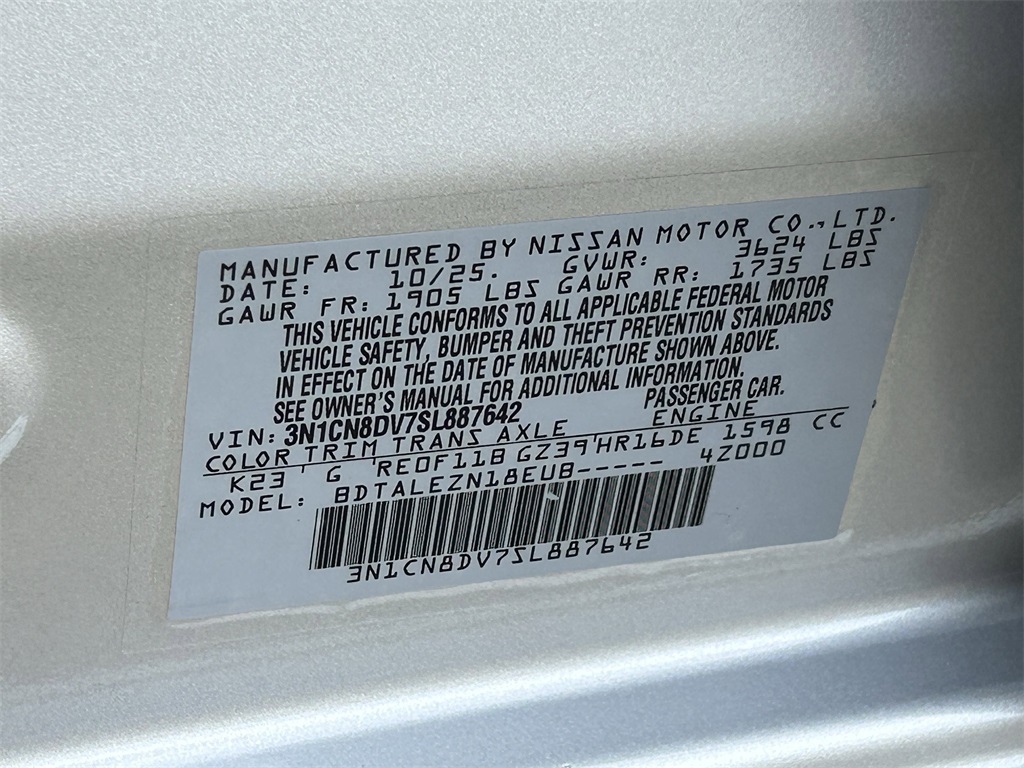 MANUFACTURED BY NISSAN MOTOR CO.,LTD.
DATE: 10/25. GVWR: 3624 LBS
GAWR FR: 1905 LBS GAWR RR: 1735 LBS
THIS VEHICLE CONFORMS TO ALL APPLICABLE FEDERAL MOTOR
VEHICLE SAFETY, BUMPER AND THEFT PREVENTION STANDARDS
IN EFFECT ON THE DATE OF MANUFACTURE SHOWN ABOVE.
SEE OWNER'S MANUAL FOR ADDITIONAL INFORMATION.
VIN: 3N1CN8DV7SL887642 PASSENGER CAR.
COLOR TRIM TRANS AXLE ENGINE
K23 ' G 'RE0F11B GZ39'HR16DE 1598 CC
MODEL: BDTALEZN18EUB----- 4Z000
3N1CN8DV7SL887642